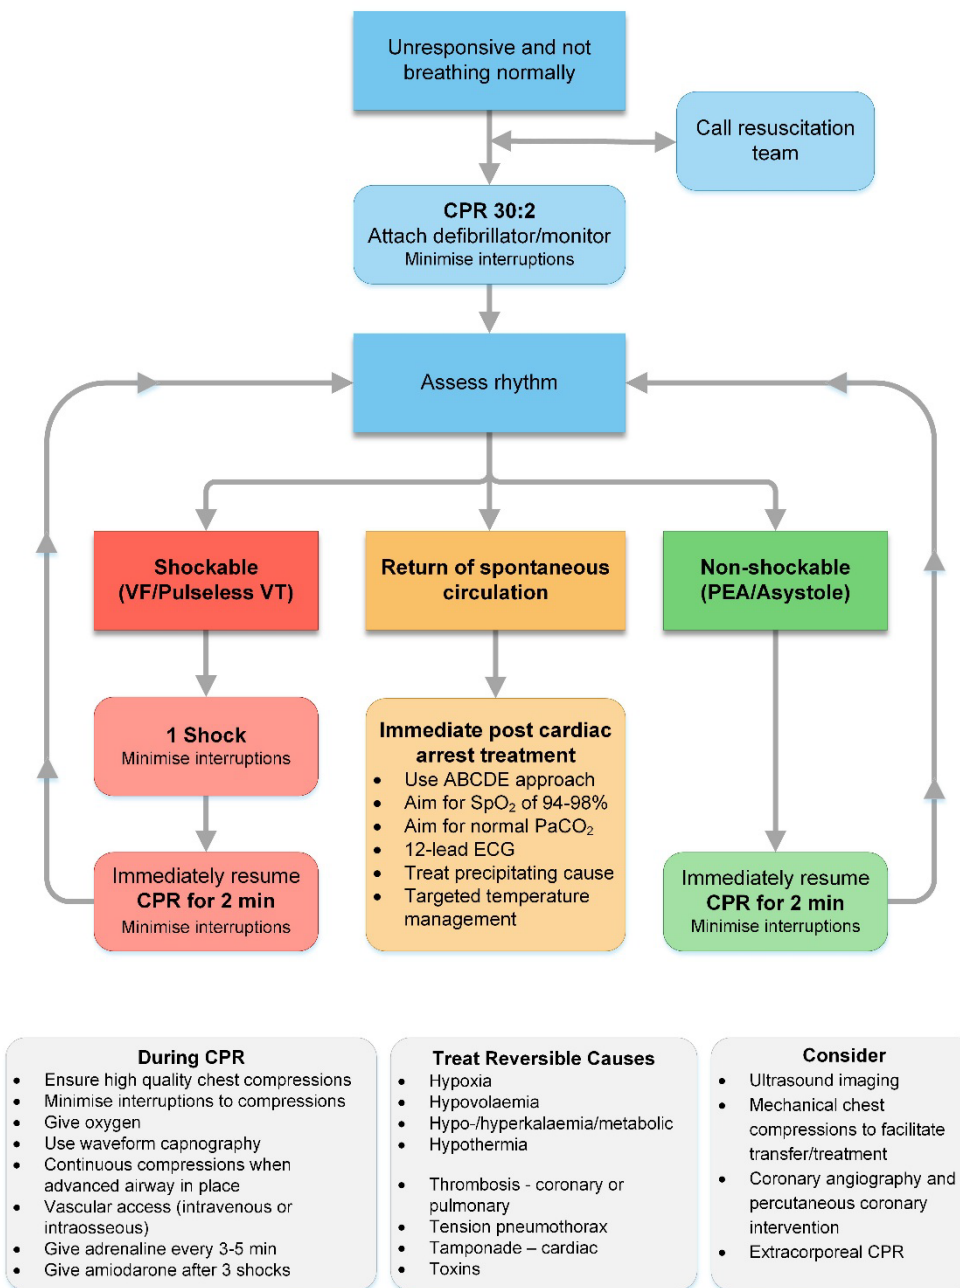 Unresponsive and not
breathing normally
Call resuscitation
team
CPR 30:2
Attach defibrillator/monitor
Minimise interruptions
Assess rhythm
Shockable
(VF/Pulseless VT)
Return of spontaneous
circulation
Non-shockable
(PEA/Asystole)
1 Shock
Minimise interruptions
Immediately resume
CPR for 2 min
Minimise interruptions
Immediate post cardiac
arrest treatment
• Use ABCDE approach
• Aim for SpO₂ of 94-98%
• Aim for normal PaCO₂
• 12-lead ECG
• Treat precipitating cause
• Targeted temperature
management
Immediately resume
CPR for 2 min
Minimise interruptions
During CPR
• Ensure high quality chest compressions
• Minimise interruptions to compressions
• Give oxygen
• Use waveform capnography
• Continuous compressions when
advanced airway in place
• Vascular access (intravenous or
intraosseous)
• Give adrenaline every 3-5 min
• Give amiodarone after 3 shocks
Treat Reversible Causes
• Hypoxia
• Hypovolaemia
• Hypo-/hyperkalaemia/metabolic
• Hypothermia
• Thrombosis - coronary or
pulmonary
• Tension pneumothorax
• Tamponade – cardiac
• Toxins
Consider
• Ultrasound imaging
• Mechanical chest
compressions to facilitate
transfer/treatment
• Coronary angiography and
percutaneous coronary
intervention
• Extracorporeal CPR